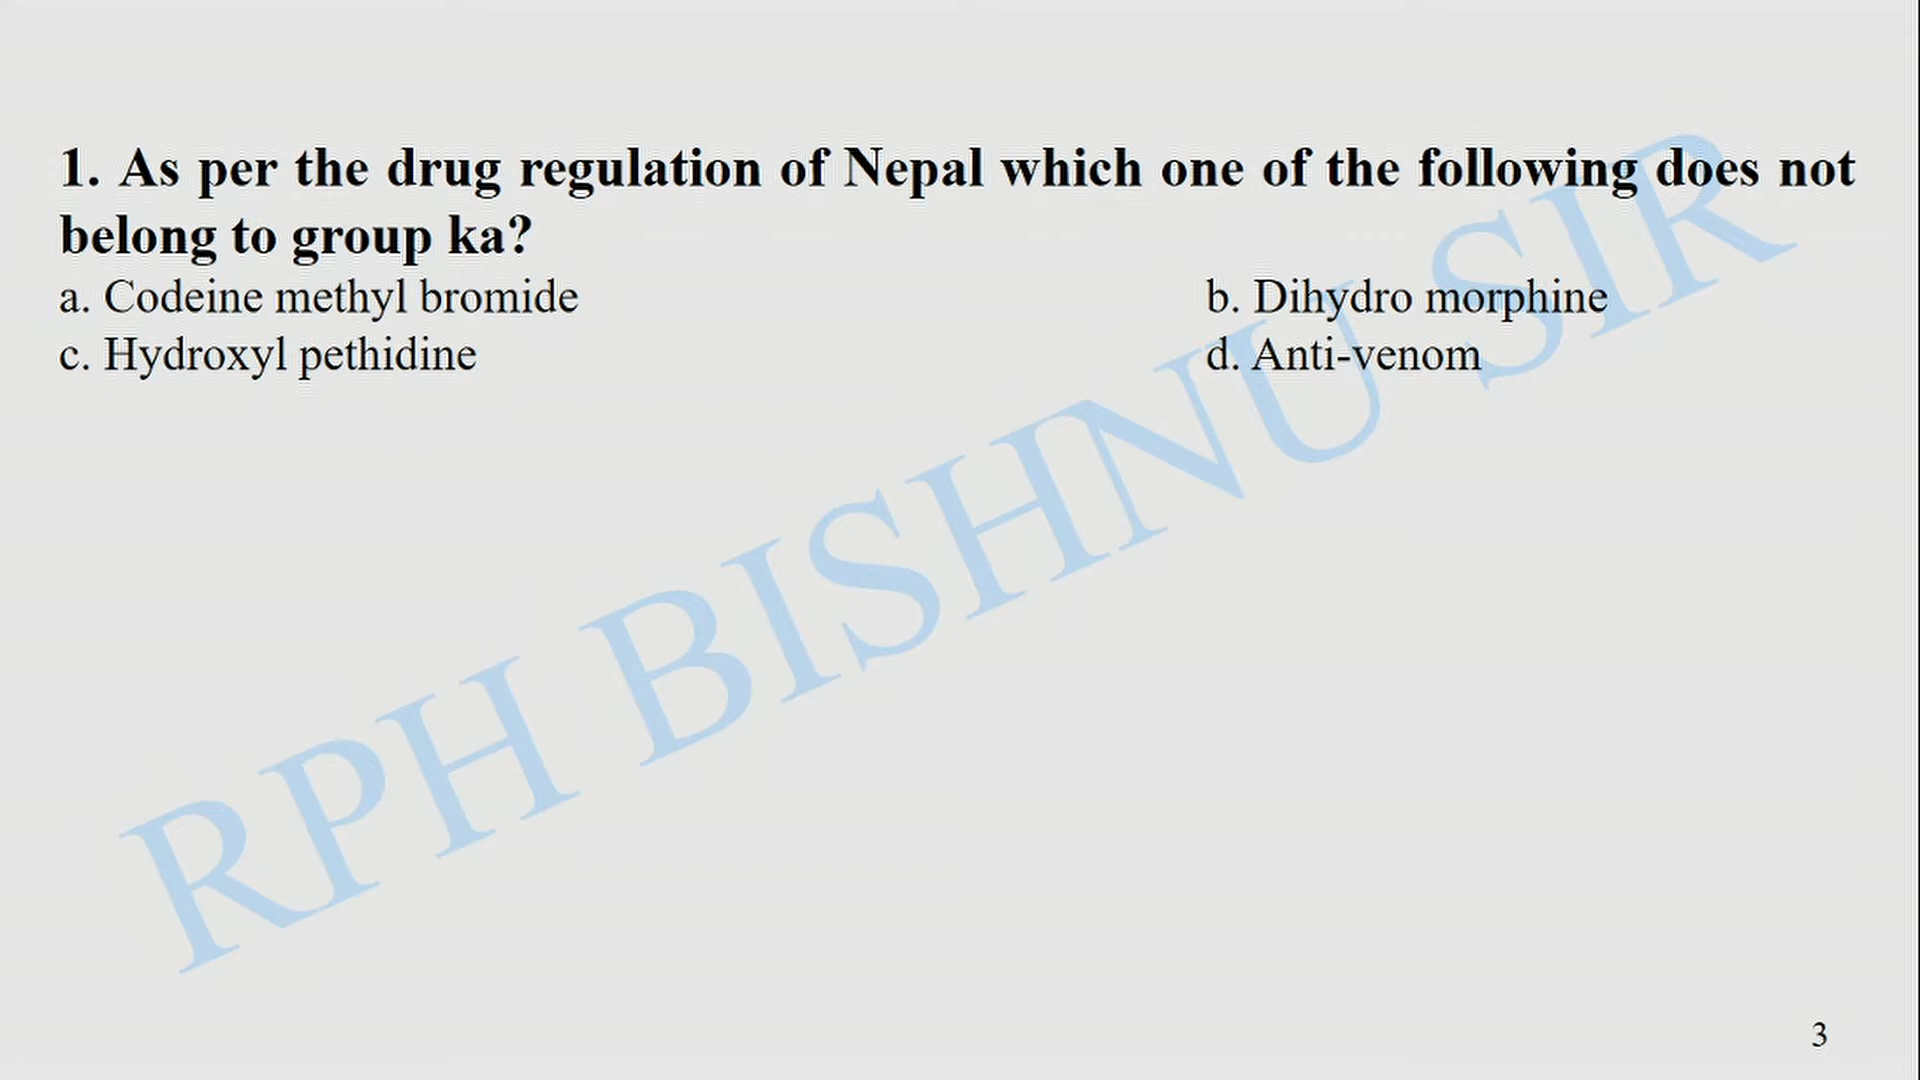 1. As per the drug regulation of Nepal which one of the following does not
belong to group ka?
a. Codeine methyl bromide b. Dihydro morphine
c. Hydroxyl pethidine d. Anti-venom
RPH BISHNU SIR
3